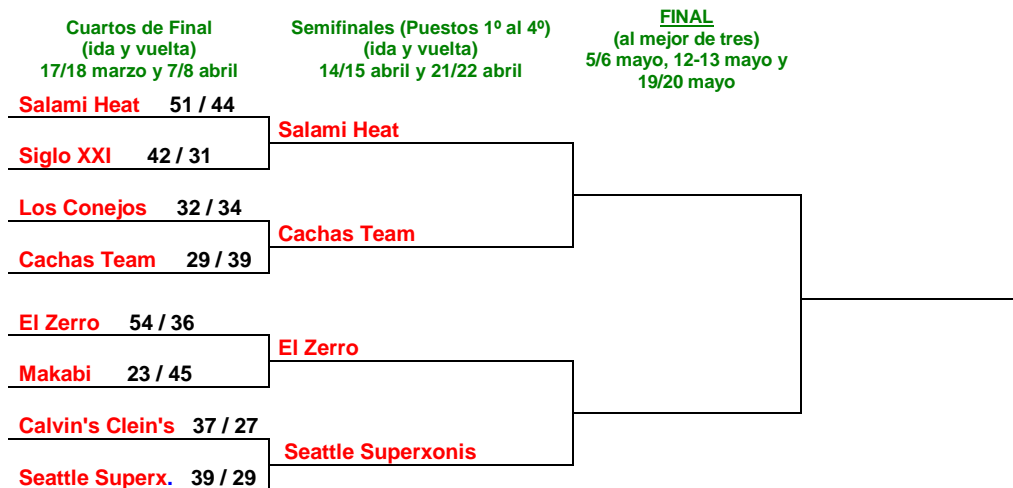 Cuartos de Final
(ida y vuelta)
17/18 marzo y 7/8 abril
Semifinales (Puestos 1º al 4º)
(ida y vuelta)
14/15 abril y 21/22 abril
FINAL
(al mejor de tres)
5/6 mayo, 12-13 mayo y
19/20 mayo
Salami Heat 51 / 44
Siglo XXI 42 / 31
Los Conejos 32 / 34
Cachas Team 29 / 39
El Zerro 54 / 36
Makabi 23 / 45
Calvin's Clein's 37 / 27
Seattle Superx. 39 / 29
Salami Heat
Cachas Team
El Zerro
Seattle Superxonis